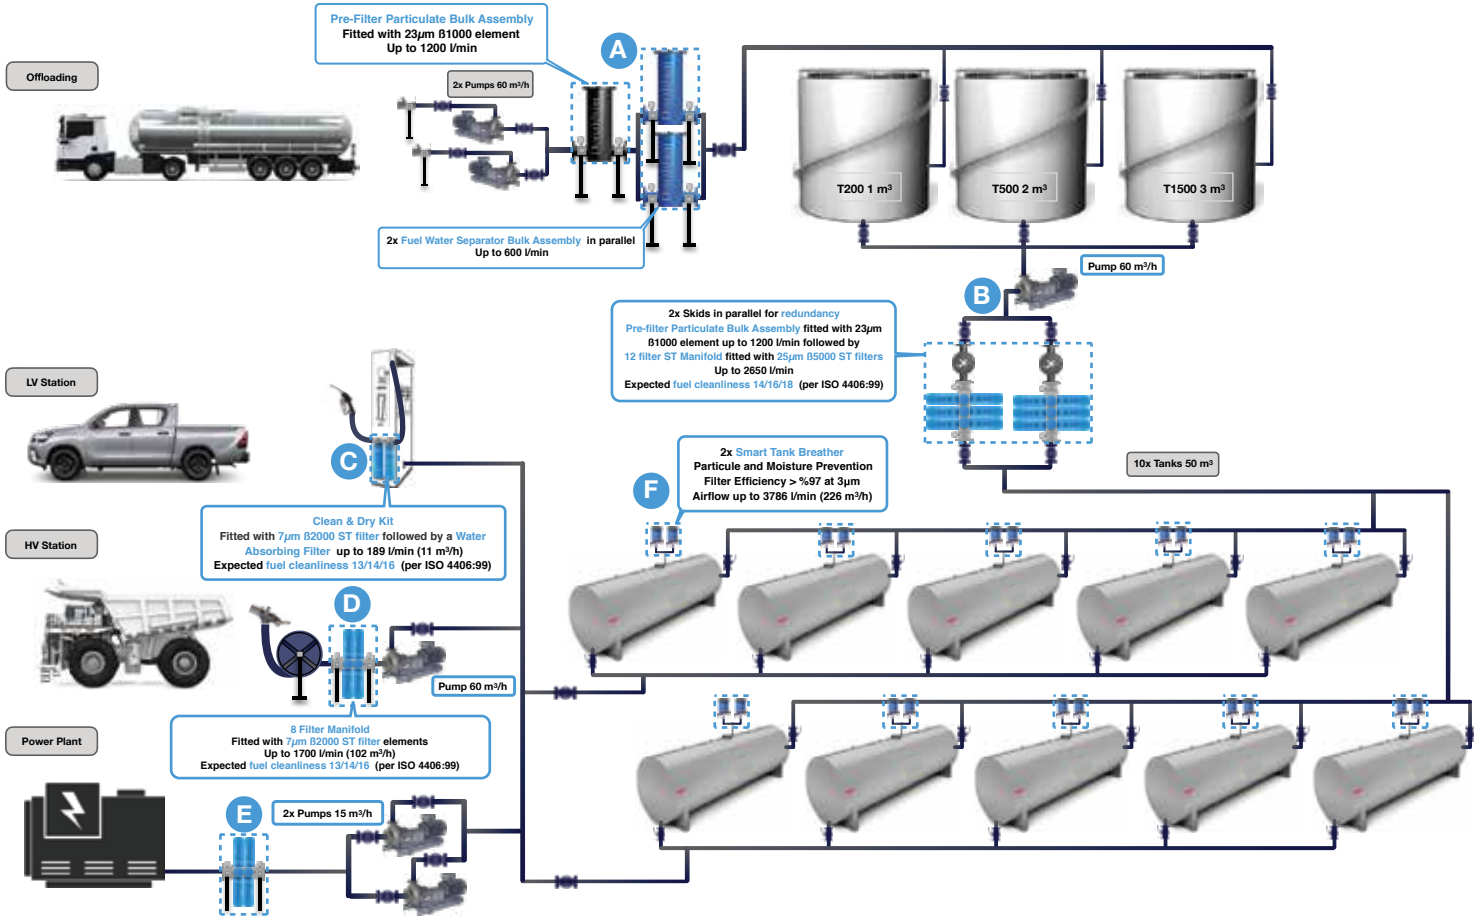 Pre-Filter Particulate Bulk Assembly
Fitted with 23µm ß1000 element
Up to 1200 l/min
A
Offloading
2x Pumps 60 m³/h
T200 1 m³
T500 2 m³
T1500 3 m³
2x Fuel Water Separator Bulk Assembly in parallel
Up to 600 l/min
Pump 60 m³/h
B
2x Skids in parallel for redundancy
Pre-filter Particulate Bulk Assembly fitted with 23µm
ß1000 element up to 1200 l/min followed by
12 filter ST Manifold fitted with 25µm ß5000 ST filters
Up to 2650 l/min
Expected fuel cleanliness 14/16/18 (per ISO 4406:99)
LV Station
C
F
2x Smart Tank Breather
Particule and Moisture Prevention
Filter Efficiency > %97 at 3µm
Airflow up to 3786 l/min (226 m³/h)
10x Tanks 50 m³
Clean & Dry Kit
Fitted with 7µm ß2000 ST filter followed by a Water
Absorbing Filter up to 189 l/min (11 m³/h)
Expected fuel cleanliness 13/14/16 (per ISO 4406:99)
HV Station
D
Pump 60 m³/h
8 Filter Manifold
Fitted with 7µm ß2000 ST filter elements
Up to 1700 l/min (102 m³/h)
Expected fuel cleanliness 13/14/16 (per ISO 4406:99)
Power Plant
E
2x Pumps 15 m³/h